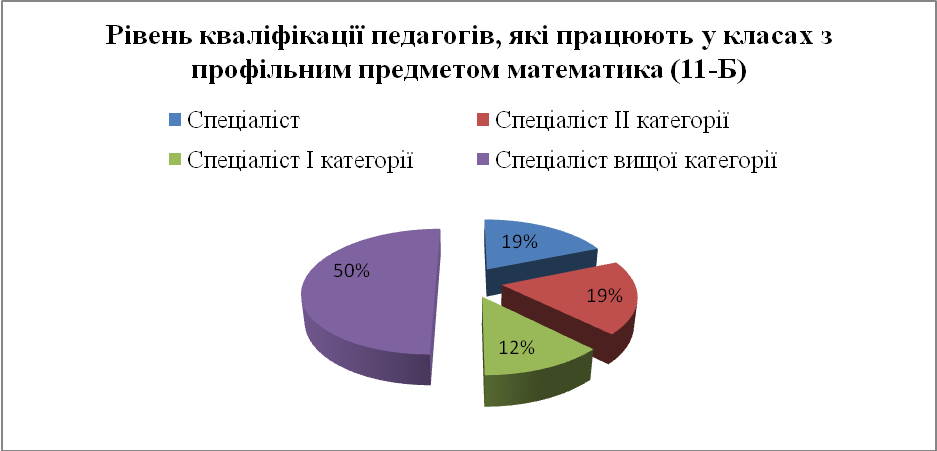 Рівень кваліфікації педагогів, які працюють у класах з
профільним предметом математика (11-Б)
Спеціаліст
Спеціаліст ІІ категорії
Спеціаліст І категорії
Спеціаліст вищої категорії
19%
50%
19%
12%